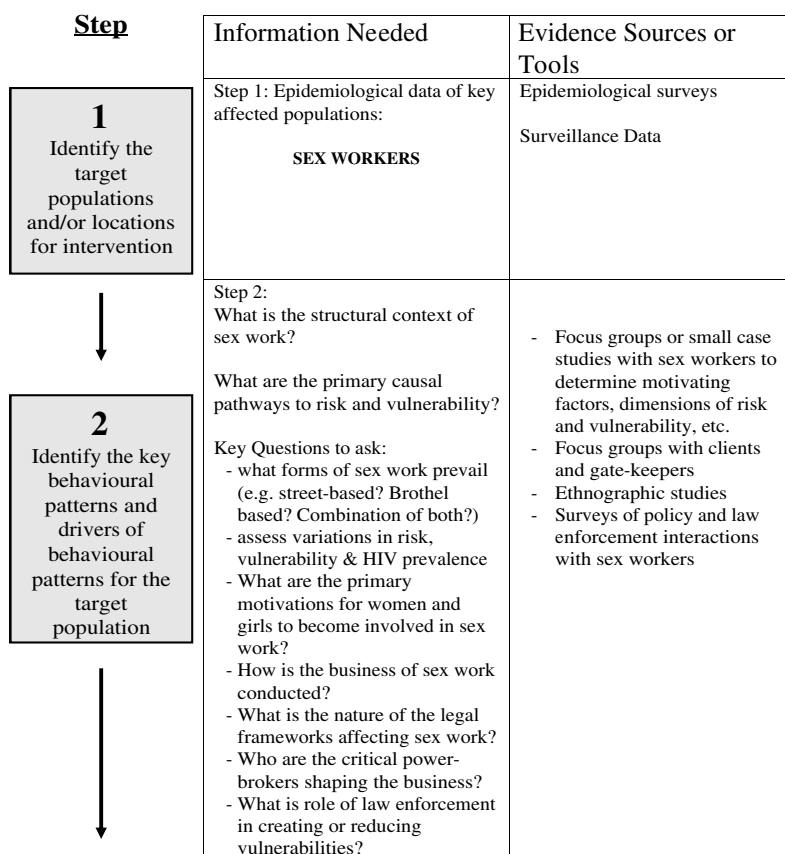 Step
Information Needed
Evidence Sources or
Tools
1
Identify the
target
populations
and/or locations
for intervention
Step 1: Epidemiological data of key
affected populations:
SEX WORKERS
Epidemiological surveys
Surveillance Data
2
Identify the key
behavioural
patterns and
drivers of
behavioural
patterns for the
target
population
Step 2:
What is the structural context of
sex work?
What are the primary causal
pathways to risk and vulnerability?
Key Questions to ask:
- what forms of sex work prevail
(e.g. street-based? Brothel
based? Combination of both?)
- assess variations in risk,
vulnerability & HIV prevalence
- What are the primary
motivations for women and
girls to become involved in sex
work?
- How is the business of sex work
conducted?
- What is the nature of the legal
frameworks affecting sex work?
- Who are the critical power-
brokers shaping the business?
- What is role of law enforcement
in creating or reducing
vulnerabilities?
- Focus groups or small case
studies with sex workers to
determine motivating
factors, dimensions of risk
and vulnerability, etc.
- Focus groups with clients
and gate-keepers
- Ethnographic studies
- Surveys of policy and law
enforcement interactions
with sex workers